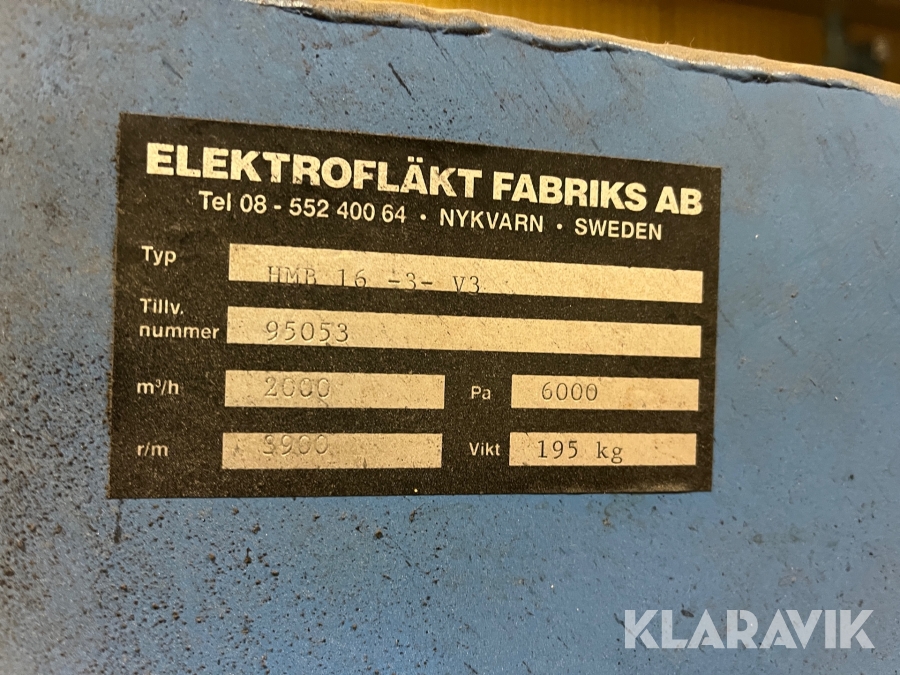 ELEKTROFLÄKT FABRIKS AB
Tel 08 - 552 400 64 · NYKVARN · SWEDEN
Typ HMB 16 -3- V3
Tillv.
nummer 95053
m³/h 2000 Pa 6000
r/m 3900 Vikt 195 kg
KLARAVIK